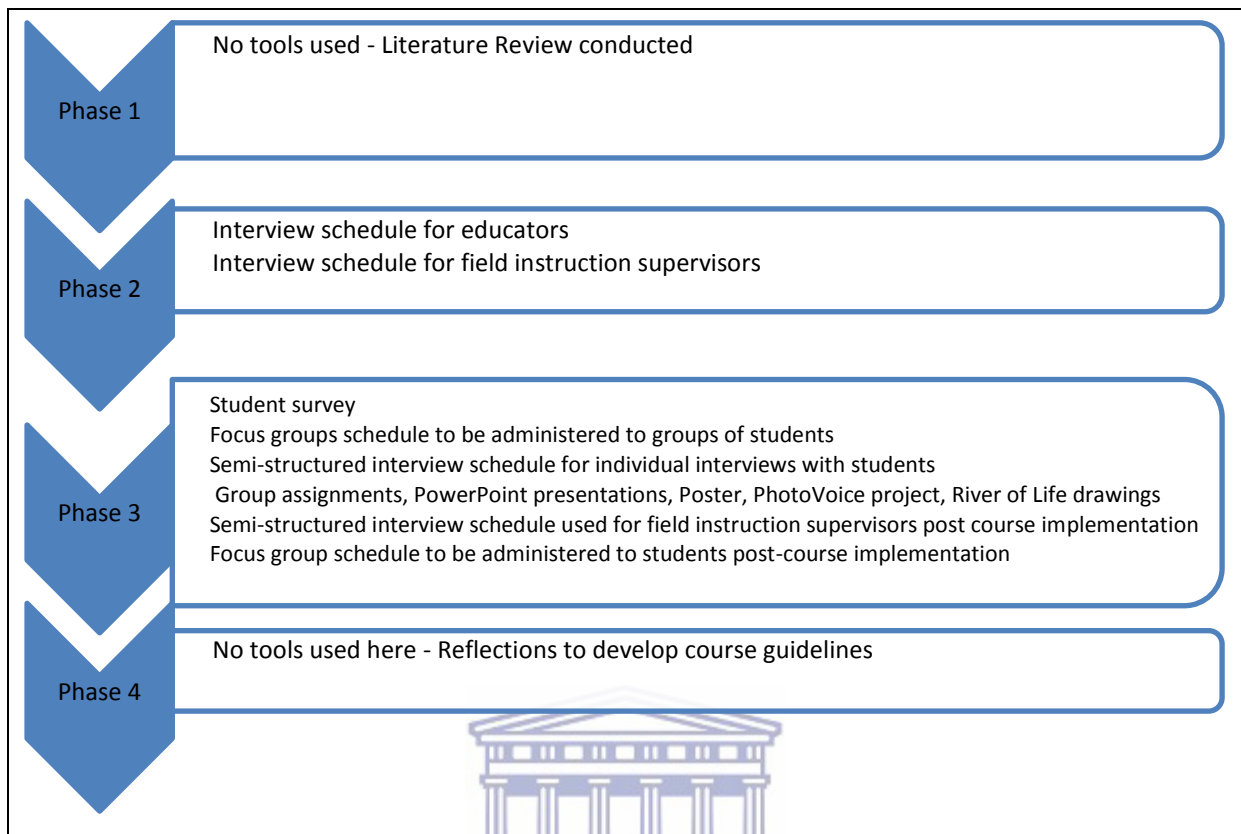 Phase 1
No tools used - Literature Review conducted
Phase 2
Interview schedule for educators
Interview schedule for field instruction supervisors
Phase 3
Student survey
Focus groups schedule to be administered to groups of students
Semi-structured interview schedule for individual interviews with students
Group assignments, PowerPoint presentations, Poster, PhotoVoice project, River of Life drawings
Semi-structured interview schedule used for field instruction supervisors post course implementation
Focus group schedule to be administered to students post-course implementation
Phase 4
No tools used here - Reflections to develop course guidelines